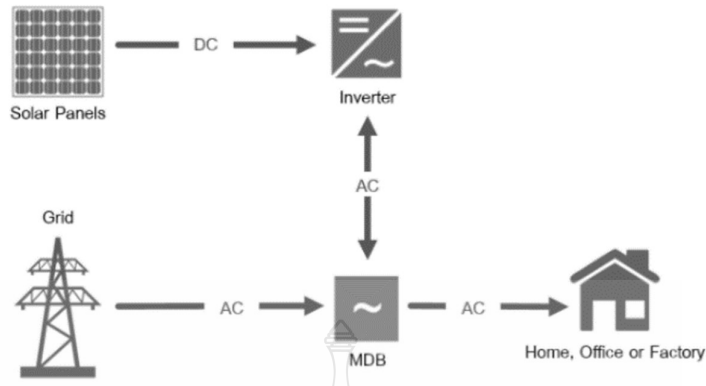 DC
Solar Panels
Inverter
AC
Grid
AC
AC
MDB
Home, Office or Factory